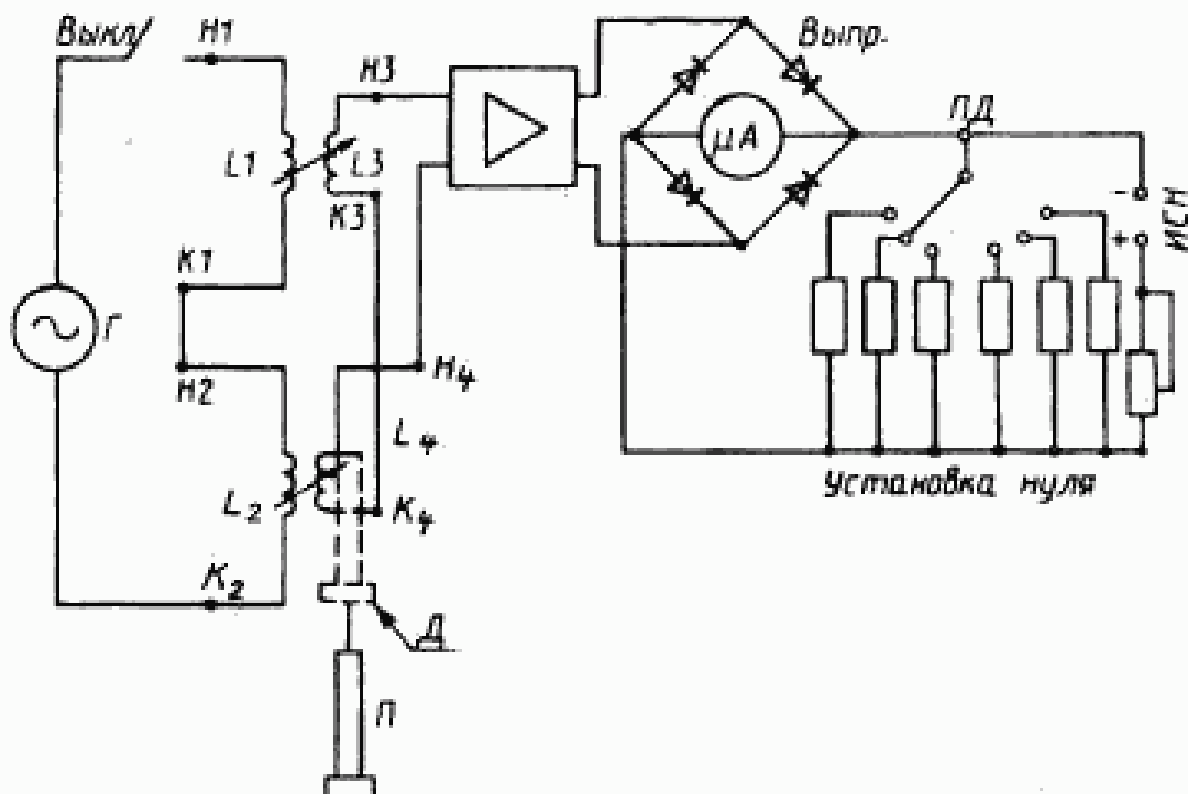 Выкл
Н1
Н3
Выпр.
ПД
L1
L3
К3
μА
-
ИСН
+
К1
Г
Н2
Н4
L4
L2
К4
Установка нуля
К2
Д
П